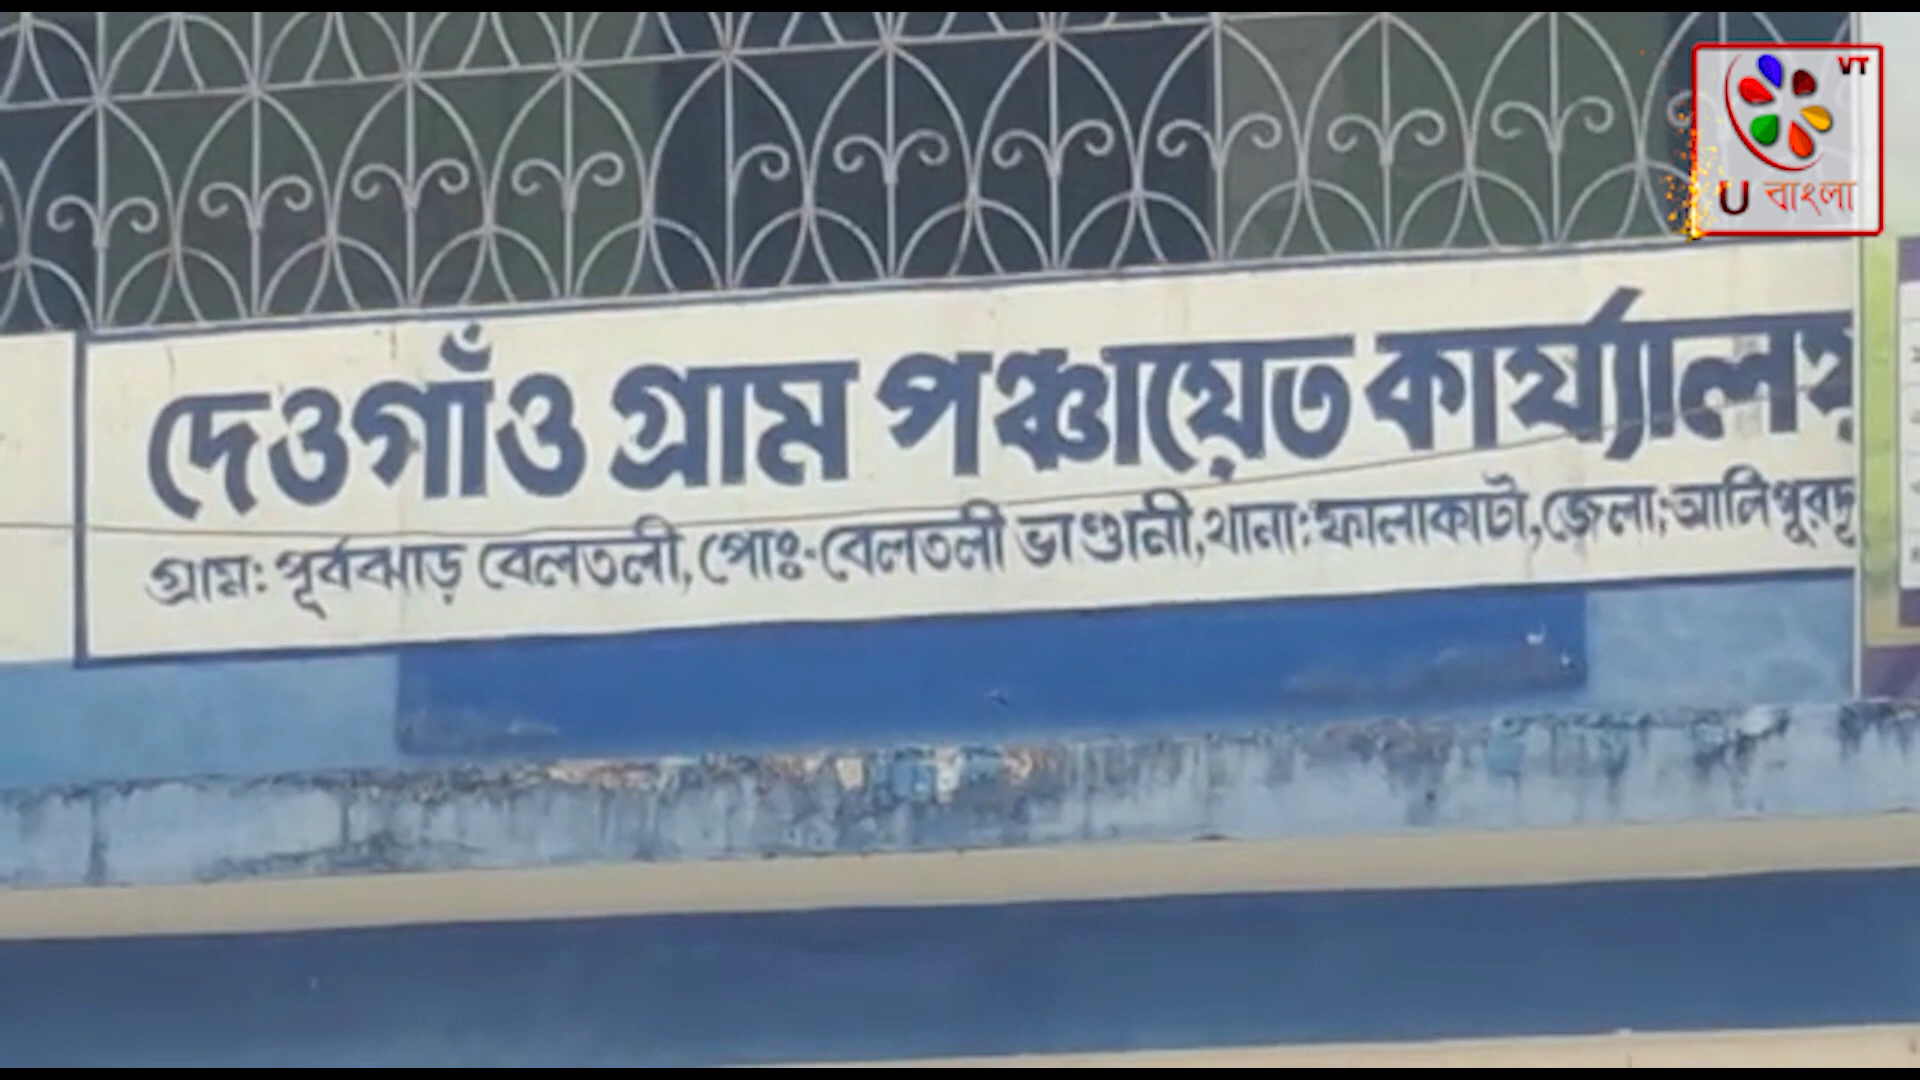 VT
U বাংলা
দেওগাঁও গ্রাম পঞ্চায়েত কার্য্যালয়
গ্রাম: পূর্বঝাড় বেলতলী, পোঃ-বেলতলী ভাণ্ডানী, থানা: ফালাকাটা, জেলা; আলিপুরদু